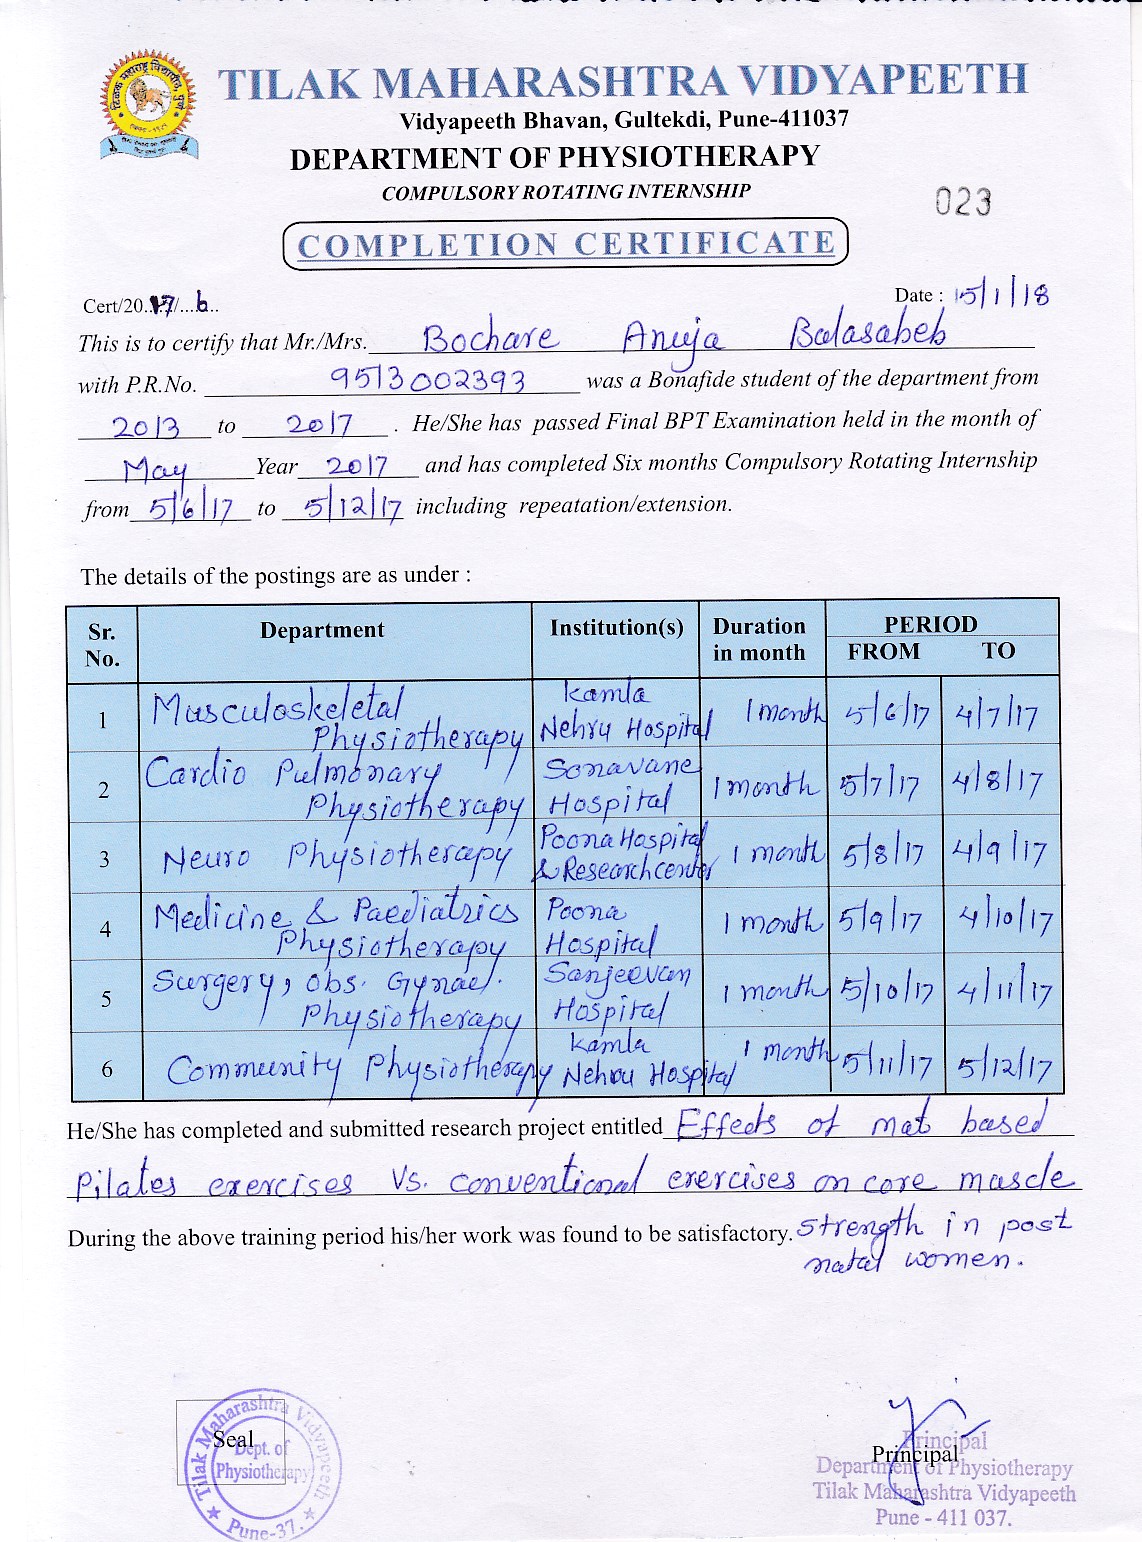 TILAK MAHARASHTRA VIDYAPEETH
Vidyapeeth Bhavan, Gultekdi, Pune-411037
DEPARTMENT OF PHYSIOTHERAPY
COMPULSORY ROTATING INTERNSHIP
023
COMPLETION CERTIFICATE
Cert/20..17/...6..
Date : 15/1/18
This is to certify that Mr./Mrs. Bochare Anuja Balasaheb
with P.R.No. 9513002393 was a Bonafide student of the department from
2013 to 2017 . He/She has passed Final BPT Examination held in the month of
May Year 2017 and has completed Six months Compulsory Rotating Internship
from 5/6/17 to 5/12/17 including repeatation/extension.
The details of the postings are as under :
Sr. No. Department Institution(s) Duration in month PERIOD FROM TO
1 Musculoskeletal Physiotherapy Kamla Nehru Hospital 1 month 5/6/17 4/7/17
2 Cardio Pulmonary Physiotherapy Sonavane Hospital 1 month 5/7/17 4/8/17
3 Neuro Physiotherapy Poona Hospital & Research center 1 month 5/8/17 4/9/17
4 Medicine & Paediatrics Physiotherapy Poona Hospital 1 month 5/9/17 4/10/17
5 Surgery, Obs. Gynae. Physiotherapy Sanjeevan Hospital 1 month 5/10/17 4/11/17
6 Community Physiotherapy Kamla Nehru Hospital 1 month 5/11/17 5/12/17
He/She has completed and submitted research project entitled Effects of mat based
Pilates exercises Vs. conventional exercises on core muscle
During the above training period his/her work was found to be satisfactory. strength in post
natal women.
Seal
Tilak Maharashtra Vidyapeeth
Dept. of
Physiotherapy
Pune-37.
Principal
Principal
Department of Physiotherapy
Tilak Maharashtra Vidyapeeth
Pune - 411 037.